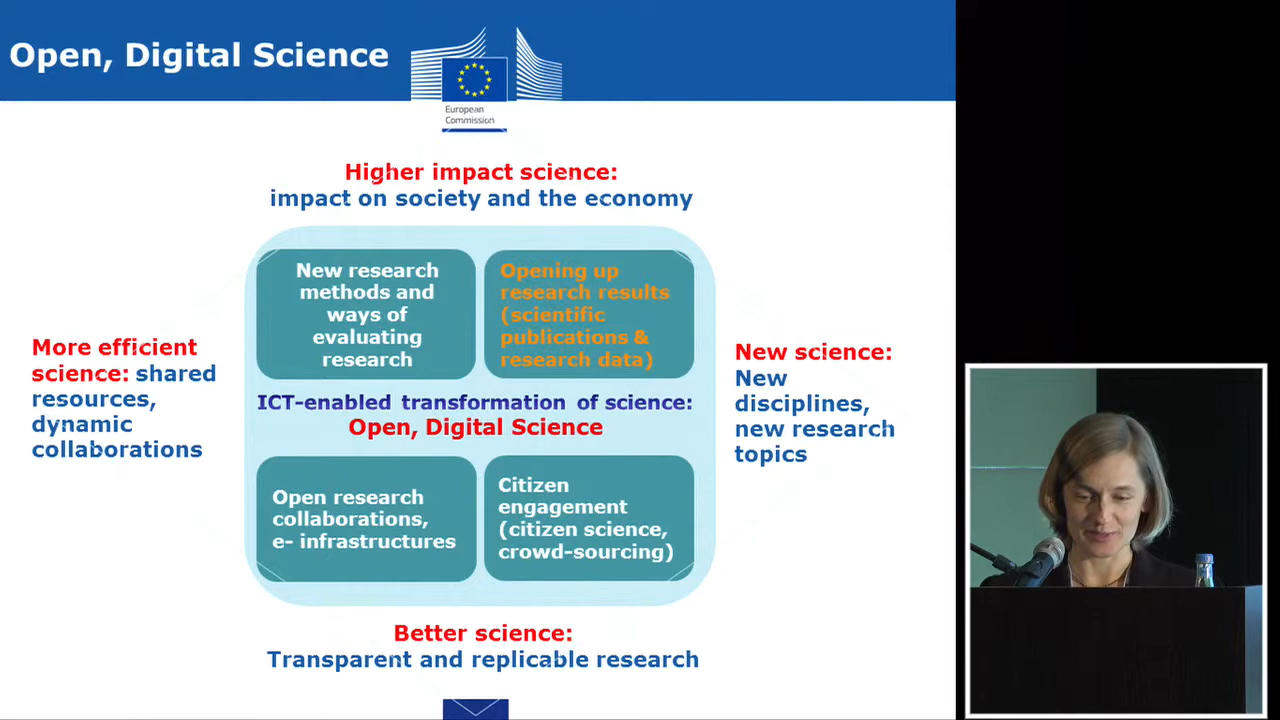 Open, Digital Science
European
Commission
Higher impact science:
impact on society and the economy
New research
methods and
ways of
evaluating
research
Opening up
research results
(scientific
publications &
research data)
More efficient
science: shared
resources,
dynamic
collaborations
ICT-enabled transformation of science:
Open, Digital Science
New science:
New
disciplines,
new research
topics
Open research
collaborations,
e- infrastructures
Citizen
engagement
(citizen science,
crowd-sourcing)
Better science:
Transparent and replicable research